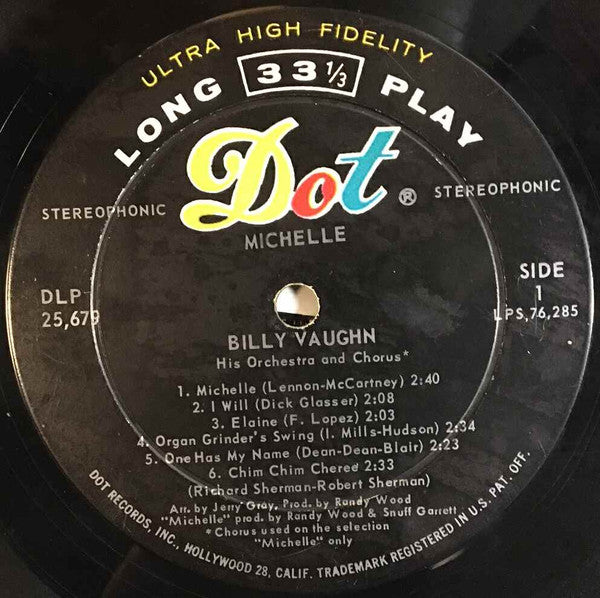 ULTRA HIGH FIDELITY
LONG 33 1/3 PLAY
Dot ®
STEREOPHONIC
STEREOPHONIC
MICHELLE
DLP
25,679
SIDE
1
LPS,76,285
BILLY VAUGHN
His Orchestra and Chorus*
1. Michelle (Lennon-McCartney) 2:40
2. I Will (Dick Glasser) 2:08
3. Elaine (F. Lopez) 2:03
4. Organ Grinder's Swing (I. Mills-Hudson) 2:34
5. One Has My Name (Dean-Dean-Blair) 2:23
6. Chim Chim Cheree 2:33
(Richard Sherman-Robert Sherman)
Arr. by Jerry Gray, Prod. by Randy Wood
"Michelle" prod. by Randy Wood & Snuff Garrett
*Chorus used on the selection
"Michelle" only
DOT RECORDS, INC., HOLLYWOOD 28, CALIF. TRADEMARK REGISTERED IN U.S. PAT. OFF.